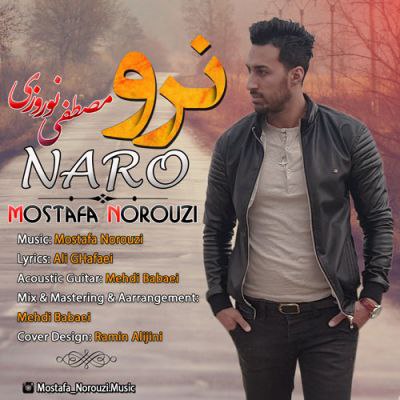 نرو
مصطفی نوروزی
NARO
MOSTAFA NOROUZI
Music: Mostafa Norouzi
Lyrics: Ali GHafaei
Acoustic Guitar: Mehdi Babaei
Mix & Mastering & Aarrangement:
Mehdi Babaei
Cover Design: Ramin Alijini
Mostafa_Norouzi.Music